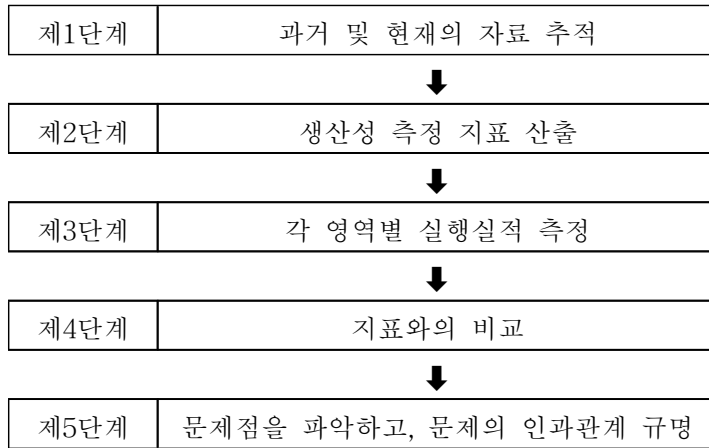 제1단계 과거 및 현재의 자료 추적
제2단계 생산성 측정 지표 산출
제3단계 각 영역별 실행실적 측정
제4단계 지표와의 비교
제5단계 문제점을 파악하고, 문제의 인과관계 규명